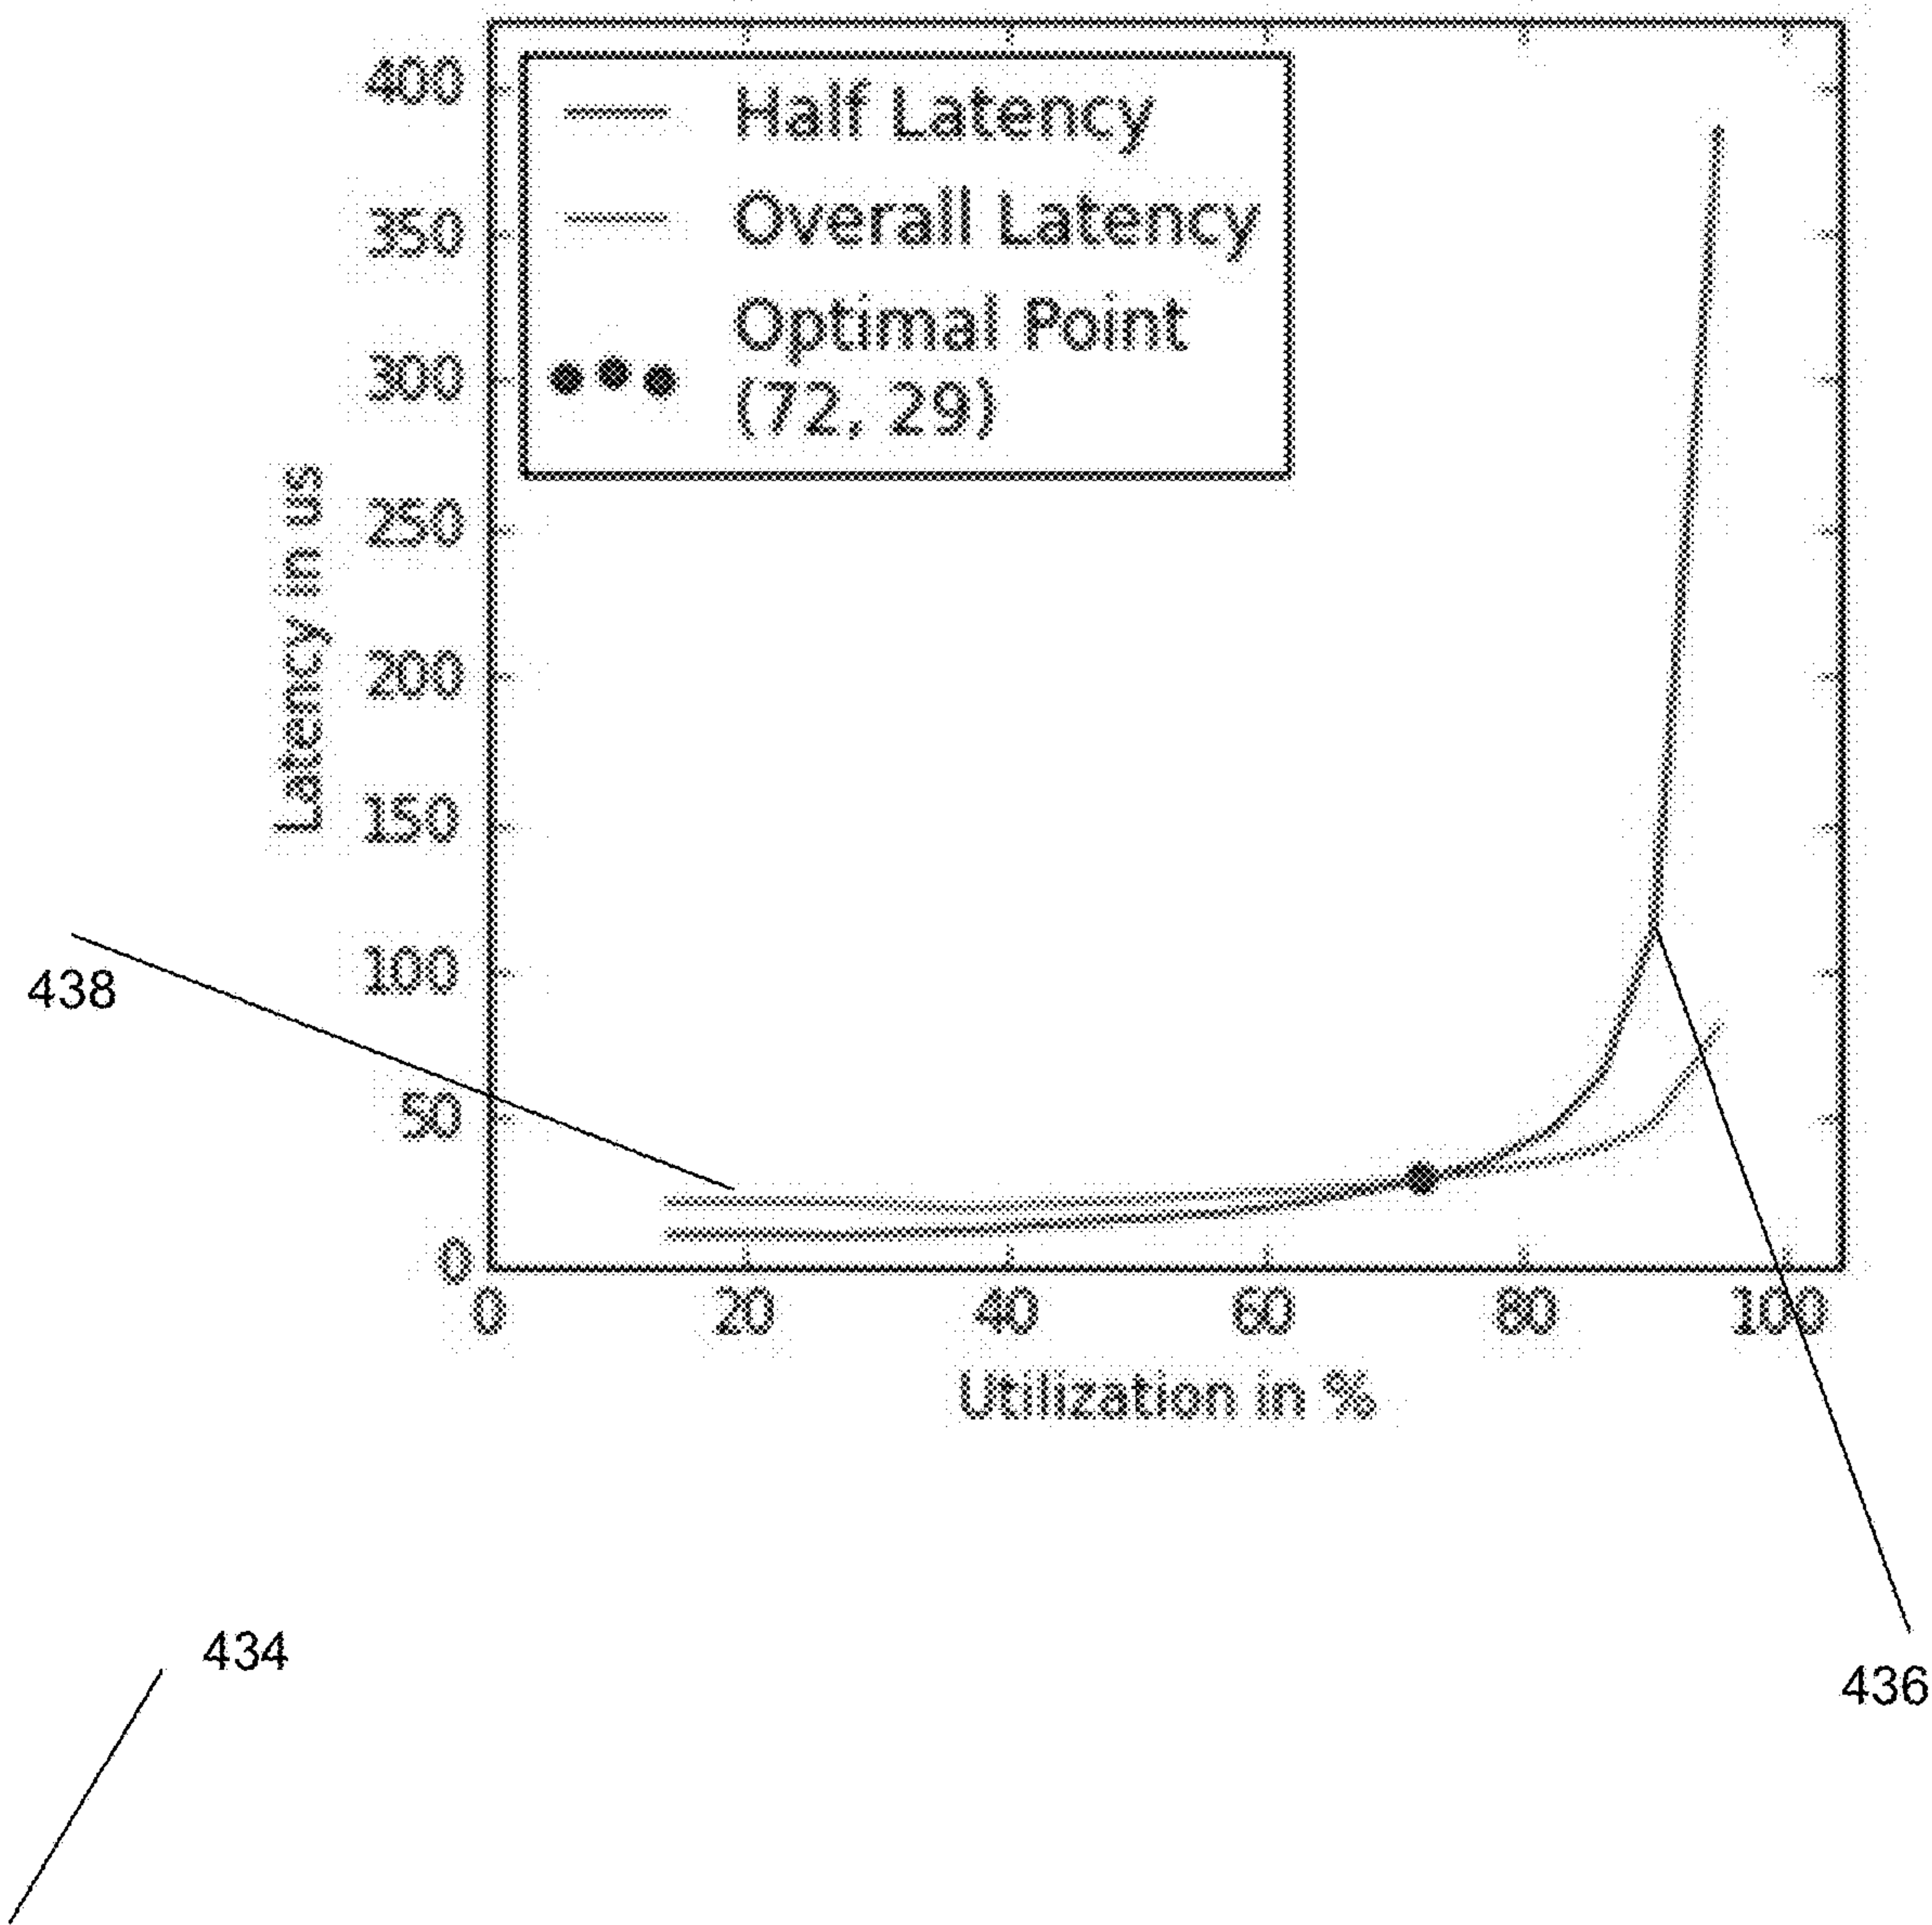 400
350
300
250
200
150
100
50
0
Latency in us
Half Latency
Overall Latency
Optimal Point
(72, 29)
0 20 40 60 80 100
Utilization in %
438
434
436